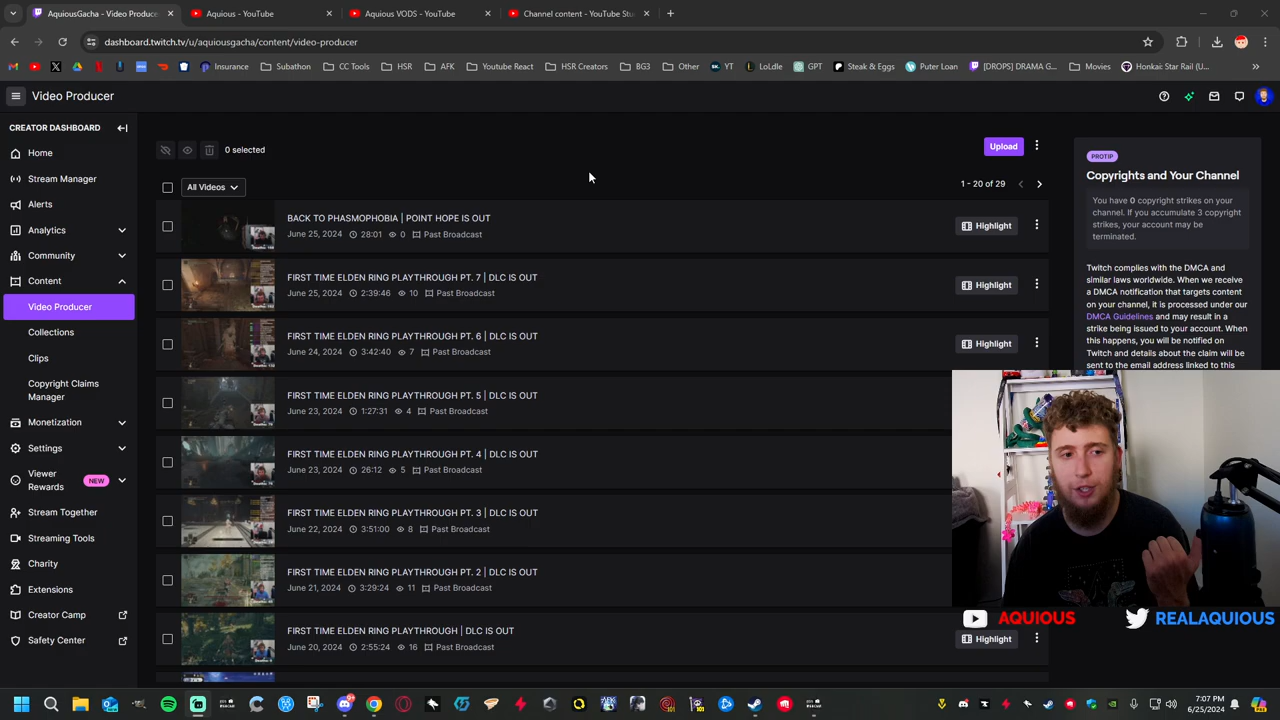 AquiousGacha - Video Produce
Aquious - YouTube
Aquious VODS - YouTube
Channel content - YouTube Stu
dashboard.twitch.tv/u/aquiousgacha/content/video-producer
Insurance
Subathon
CC Tools
HSR
AFK
Youtube React
HSR Creators
BG3
Other
YT
LoLdle
GPT
Steak & Eggs
Puter Loan
[DROPS] DRAMA G...
Movies
Honkai: Star Rail (U...
Video Producer
CREATOR DASHBOARD
Home
Stream Manager
Alerts
Analytics
Community
Content
Video Producer
Collections
Clips
Copyright Claims
Manager
Monetization
Settings
Viewer
Rewards
NEW
Stream Together
Streaming Tools
Charity
Extensions
Creator Camp
Safety Center
0 selected
Upload
All Videos
1 - 20 of 29
BACK TO PHASMOPHOBIA | POINT HOPE IS OUT
June 25, 2024 28:01 0 Past Broadcast
Highlight
FIRST TIME ELDEN RING PLAYTHROUGH PT. 7 | DLC IS OUT
June 25, 2024 2:39:46 10 Past Broadcast
Highlight
FIRST TIME ELDEN RING PLAYTHROUGH PT. 6 | DLC IS OUT
June 24, 2024 3:42:40 7 Past Broadcast
Highlight
FIRST TIME ELDEN RING PLAYTHROUGH PT. 5 | DLC IS OUT
June 23, 2024 1:27:31 4 Past Broadcast
FIRST TIME ELDEN RING PLAYTHROUGH PT. 4 | DLC IS OUT
June 23, 2024 26:12 5 Past Broadcast
FIRST TIME ELDEN RING PLAYTHROUGH PT. 3 | DLC IS OUT
June 22, 2024 3:51:00 8 Past Broadcast
FIRST TIME ELDEN RING PLAYTHROUGH PT. 2 | DLC IS OUT
June 21, 2024 3:29:24 11 Past Broadcast
FIRST TIME ELDEN RING PLAYTHROUGH | DLC IS OUT
June 20, 2024 2:55:24 16 Past Broadcast
Highlight
PROTIP
Copyrights and Your Channel
You have 0 copyright strikes on your
channel. If you accumulate 3 copyright
strikes, your account may be
terminated.
Twitch complies with the DMCA and
similar laws worldwide. When we receive
a DMCA notification that targets content
on your channel, it is processed under our
DMCA Guidelines and may result in a
strike being issued to your account. When
this happens, you will be notified on
Twitch and details about the claim will be
sent to the email address linked to this
AQUIOUS
REALAQUIOUS
7:07 PM
6/25/2024